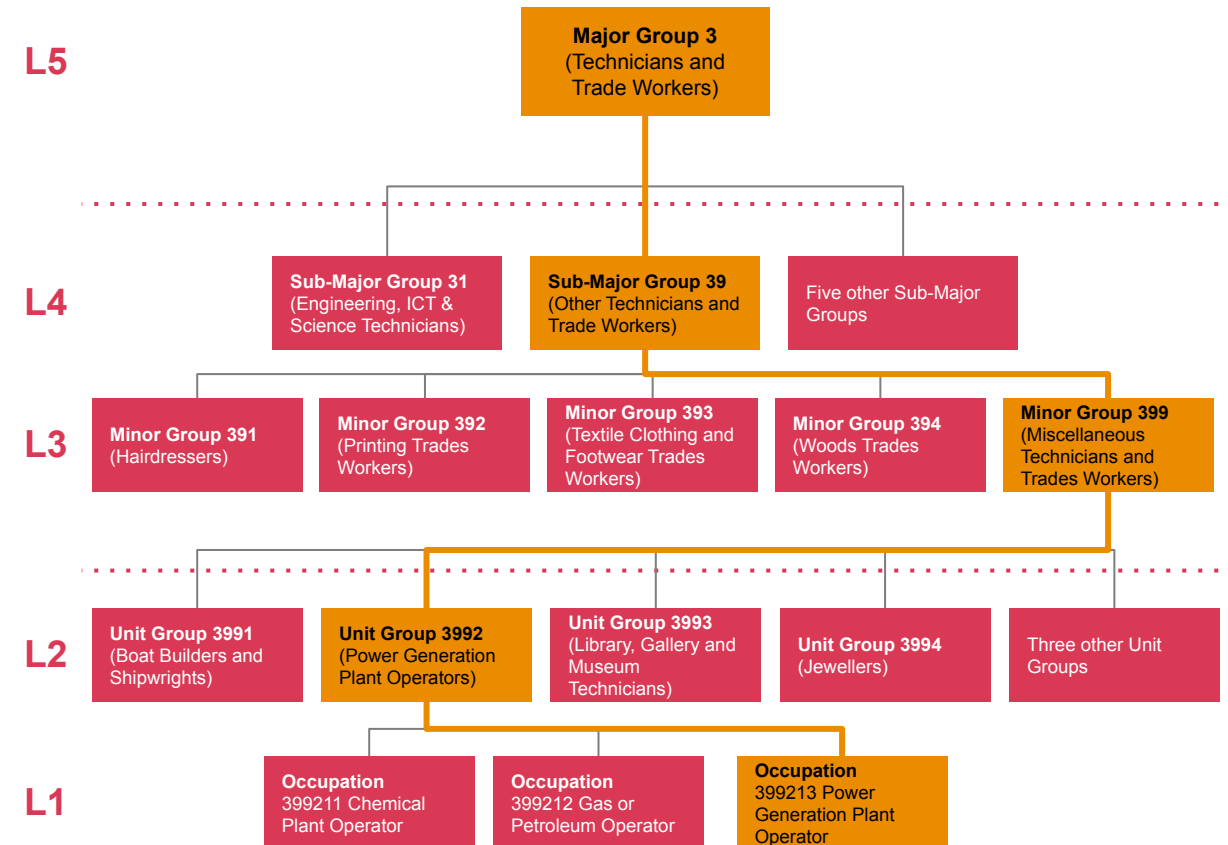 L5
Major Group 3
(Technicians and
Trade Workers)
L4
Sub-Major Group 31
(Engineering, ICT &
Science Technicians)
Sub-Major Group 39
(Other Technicians and
Trade Workers)
Five other Sub-Major
Groups
L3
Minor Group 391
(Hairdressers)
Minor Group 392
(Printing Trades
Workers)
Minor Group 393
(Textile Clothing and
Footwear Trades
Workers)
Minor Group 394
(Woods Trades
Workers)
Minor Group 399
(Miscellaneous
Technicians and
Trades Workers)
L2
Unit Group 3991
(Boat Builders and
Shipwrights)
Unit Group 3992
(Power Generation
Plant Operators)
Unit Group 3993
(Library, Gallery and
Museum
Technicians)
Unit Group 3994
(Jewellers)
Three other Unit
Groups
L1
Occupation
399211 Chemical
Plant Operator
Occupation
399212 Gas or
Petroleum Operator
Occupation
399213 Power
Generation Plant
Operator